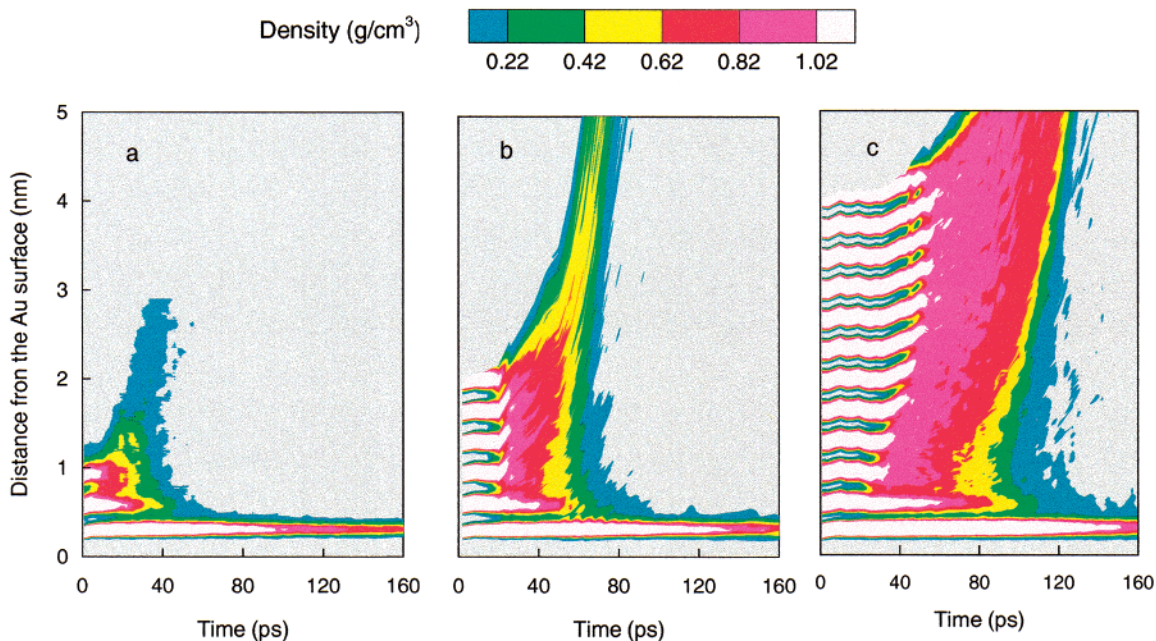 Density (g/cm³)
0.22 0.42 0.62 0.82 1.02
Distance fron the Au surface (nm)
5
4
3
2
1
0
a
b
c
0 40 80 120 160
0 40 80 120 160
0 40 80 120 160
Time (ps)
Time (ps)
Time (ps)